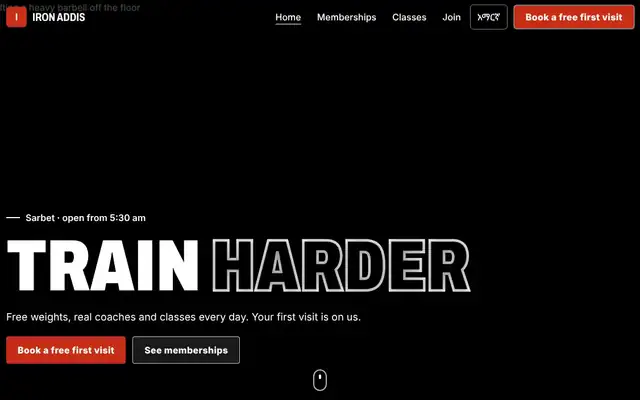 a heavy barbell off the floor
I IRON ADDIS
Home Memberships Classes Join አማርኛ Book a free first visit
Sarbet · open from 5:30 am
TRAIN HARDER
Free weights, real coaches and classes every day. Your first visit is on us.
Book a free first visit See memberships